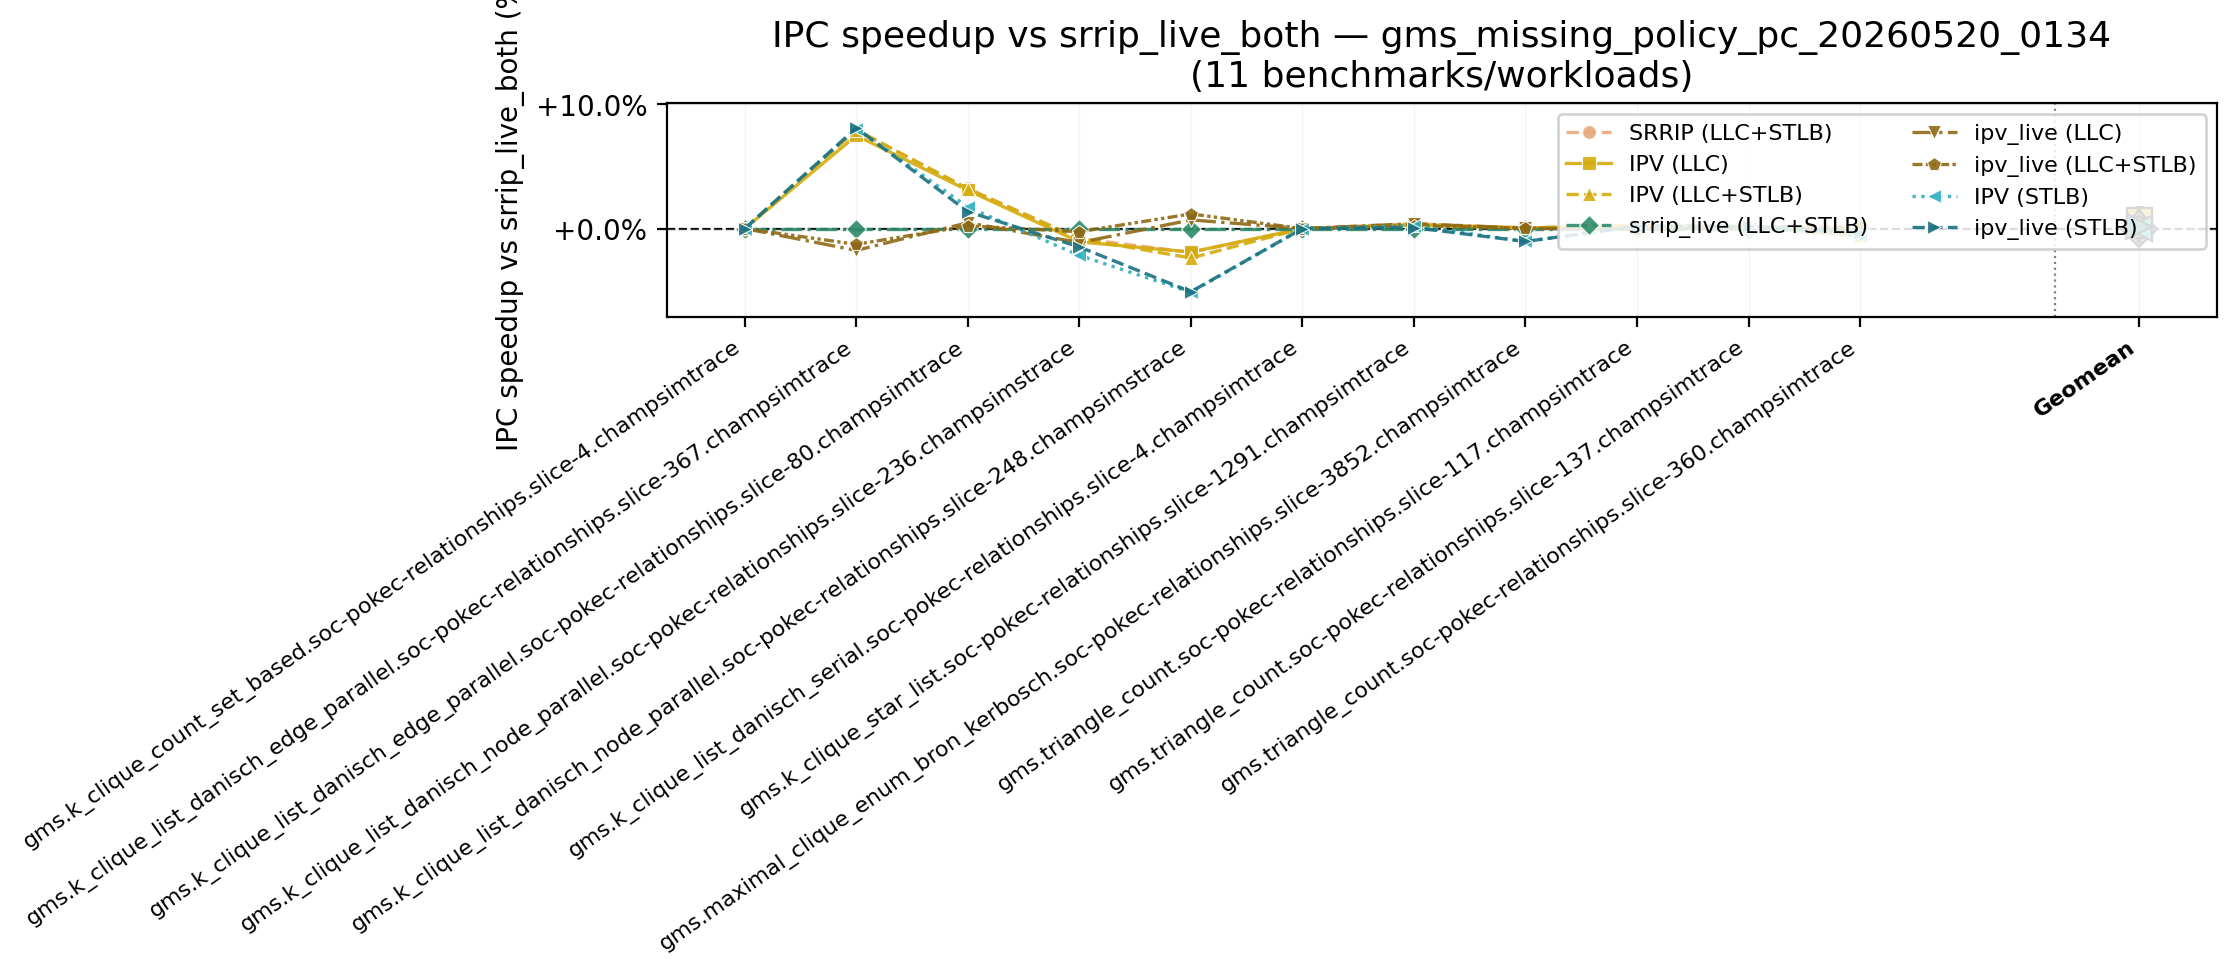 IPC speedup vs srrip_live_both — gms_missing_policy_pc_20260520_0134
(11 benchmarks/workloads)
IPC speedup vs srrip_live_both (%
+10.0%
+0.0%
SRRIP (LLC+STLB)
IPV (LLC)
IPV (LLC+STLB)
srrip_live (LLC+STLB)
ipv_live (LLC)
ipv_live (LLC+STLB)
IPV (STLB)
ipv_live (STLB)
gms.k_clique_count_set_based.soc-pokec-relationships.slice-4.champsimtrace
gms.k_clique_list_danisch_edge_parallel.soc-pokec-relationships.slice-367.champsimtrace
gms.k_clique_list_danisch_edge_parallel.soc-pokec-relationships.slice-80.champsimtrace
gms.k_clique_list_danisch_node_parallel.soc-pokec-relationships.slice-236.champsimstrace
gms.k_clique_list_danisch_node_parallel.soc-pokec-relationships.slice-248.champsimstrace
gms.k_clique_list_danisch_serial.soc-pokec-relationships.slice-4.champsimtrace
gms.k_clique_star_list.soc-pokec-relationships.slice-1291.champsimtrace
gms.maximal_clique_enum_bron_kerbosch.soc-pokec-relationships.slice-3852.champsimtrace
gms.triangle_count.soc-pokec-relationships.slice-117.champsimtrace
gms.triangle_count.soc-pokec-relationships.slice-137.champsimtrace
gms.triangle_count.soc-pokec-relationships.slice-360.champsimtrace
Geomean